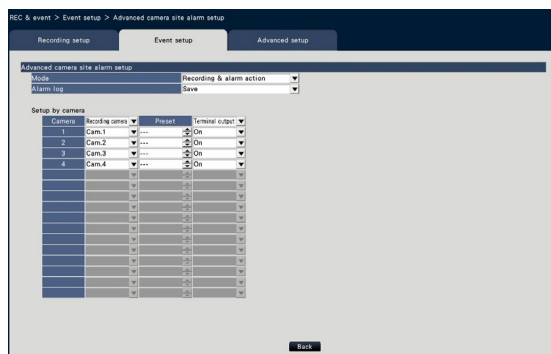 REC & event > Event setup > Advanced camera site alarm setup
Recording setup Event setup Advanced setup
Advanced camera site alarm setup
Mode Recording & alarm action
Alarm log Save
Setup by camera
Camera Recording camera Preset Terminal output
1 Cam.1 --- On
2 Cam.2 --- On
3 Cam.3 --- On
4 Cam.4 --- On
Back